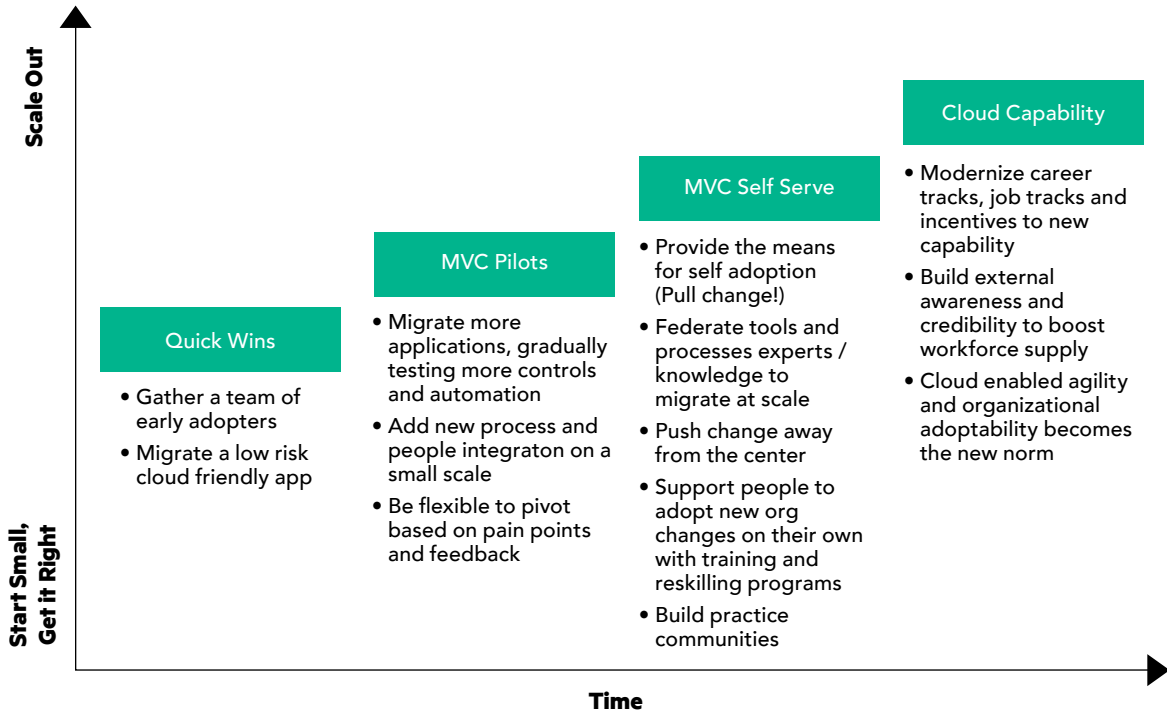 Scale Out
Start Small,
Get it Right
Quick Wins
• Gather a team of
early adopters
• Migrate a low risk
cloud friendly app
MVC Pilots
• Migrate more
applications, gradually
testing more controls
and automation
• Add new process and
people integraton on a
small scale
• Be flexible to pivot
based on pain points
and feedback
MVC Self Serve
• Provide the means
for self adoption
(Pull change!)
• Federate tools and
processes experts /
knowledge to
migrate at scale
• Push change away
from the center
• Support people to
adopt new org
changes on their own
with training and
reskilling programs
• Build practice
communities
Cloud Capability
• Modernize career
tracks, job tracks and
incentives to new
capability
• Build external
awareness and
credibility to boost
workforce supply
• Cloud enabled agility
and organizational
adoptability becomes
the new norm
Time